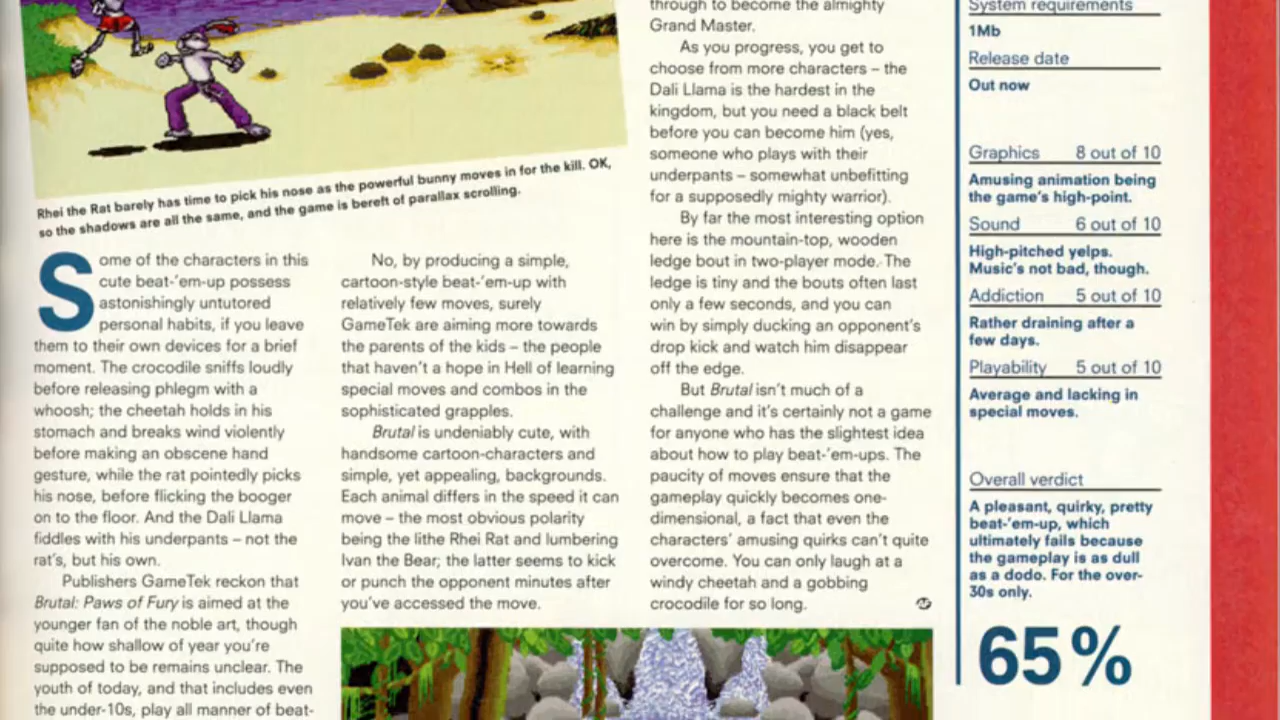 Rhei the Rat barely has time to pick his nose as the powerful bunny moves in for the kill. OK,
so the shadows are all the same, and the game is bereft of parallax scrolling.
Some of the characters in this
cute beat-'em-up possess
astonishingly untutored
personal habits, if you leave
them to their own devices for a brief
moment. The crocodile sniffs loudly
before releasing phlegm with a
whoosh; the cheetah holds in his
stomach and breaks wind violently
before making an obscene hand
gesture, while the rat pointedly picks
his nose, before flicking the booger
on to the floor. And the Dali Llama
fiddles with his underpants – not the
rat's, but his own.
Publishers GameTek reckon that
Brutal: Paws of Fury is aimed at the
younger fan of the noble art, though
quite how shallow of year you're
supposed to be remains unclear. The
youth of today, and that includes even
the under-10s, play all manner of beat-
No, by producing a simple,
cartoon-style beat-'em-up with
relatively few moves, surely
GameTek are aiming more towards
the parents of the kids – the people
that haven't a hope in Hell of learning
special moves and combos in the
sophisticated grapples.
Brutal is undeniably cute, with
handsome cartoon-characters and
simple, yet appealing, backgrounds.
Each animal differs in the speed it can
move – the most obvious polarity
being the lithe Rhei Rat and lumbering
Ivan the Bear; the latter seems to kick
or punch the opponent minutes after
you've accessed the move.
through to become the almighty
Grand Master.
As you progress, you get to
choose from more characters – the
Dali Llama is the hardest in the
kingdom, but you need a black belt
before you can become him (yes,
someone who plays with their
underpants – somewhat unbefitting
for a supposedly mighty warrior).
By far the most interesting option
here is the mountain-top, wooden
ledge bout in two-player mode. The
ledge is tiny and the bouts often last
only a few seconds, and you can
win by simply ducking an opponent's
drop kick and watch him disappear
off the edge.
But Brutal isn't much of a
challenge and it's certainly not a game
for anyone who has the slightest idea
about how to play beat-'em-ups. The
paucity of moves ensure that the
gameplay quickly becomes one-
dimensional, a fact that even the
characters' amusing quirks can't quite
overcome. You can only laugh at a
windy cheetah and a gobbing
crocodile for so long.
System requirements
1Mb
Release date
Out now
Graphics 8 out of 10
Amusing animation being
the game's high-point.
Sound 6 out of 10
High-pitched yelps.
Music's not bad, though.
Addiction 5 out of 10
Rather draining after a
few days.
Playability 5 out of 10
Average and lacking in
special moves.
Overall verdict
A pleasant, quirky, pretty
beat-'em-up, which
ultimately fails because
the gameplay is as dull
as a dodo. For the over-
30s only.
65%